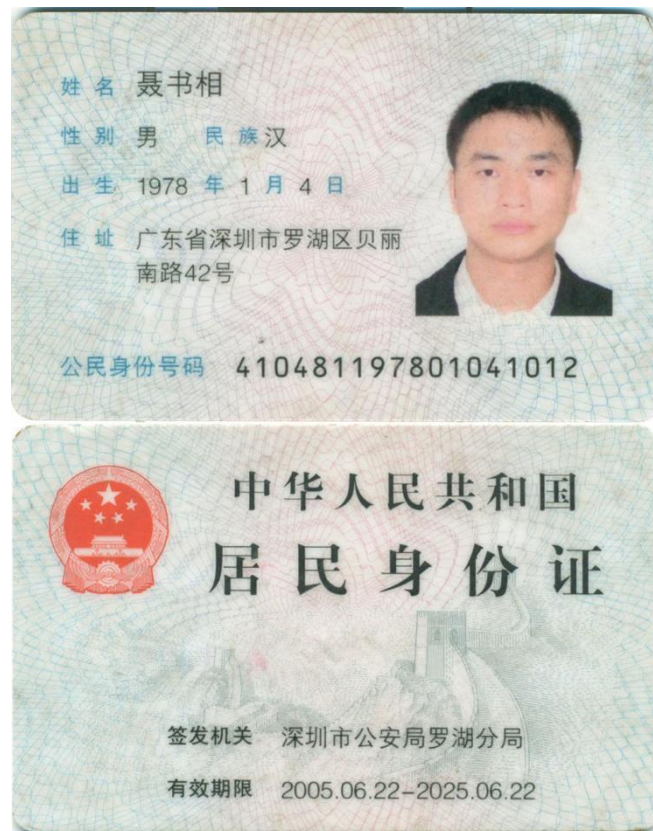 姓名 聂书相
性别 男 民族 汉
出生 1978 年 1 月 4 日
住址 广东省深圳市罗湖区贝丽
南路42号
公民身份号码 410481197801041012
中华人民共和国
居民身份证
签发机关 深圳市公安局罗湖分局
有效期限 2005.06.22-2025.06.22